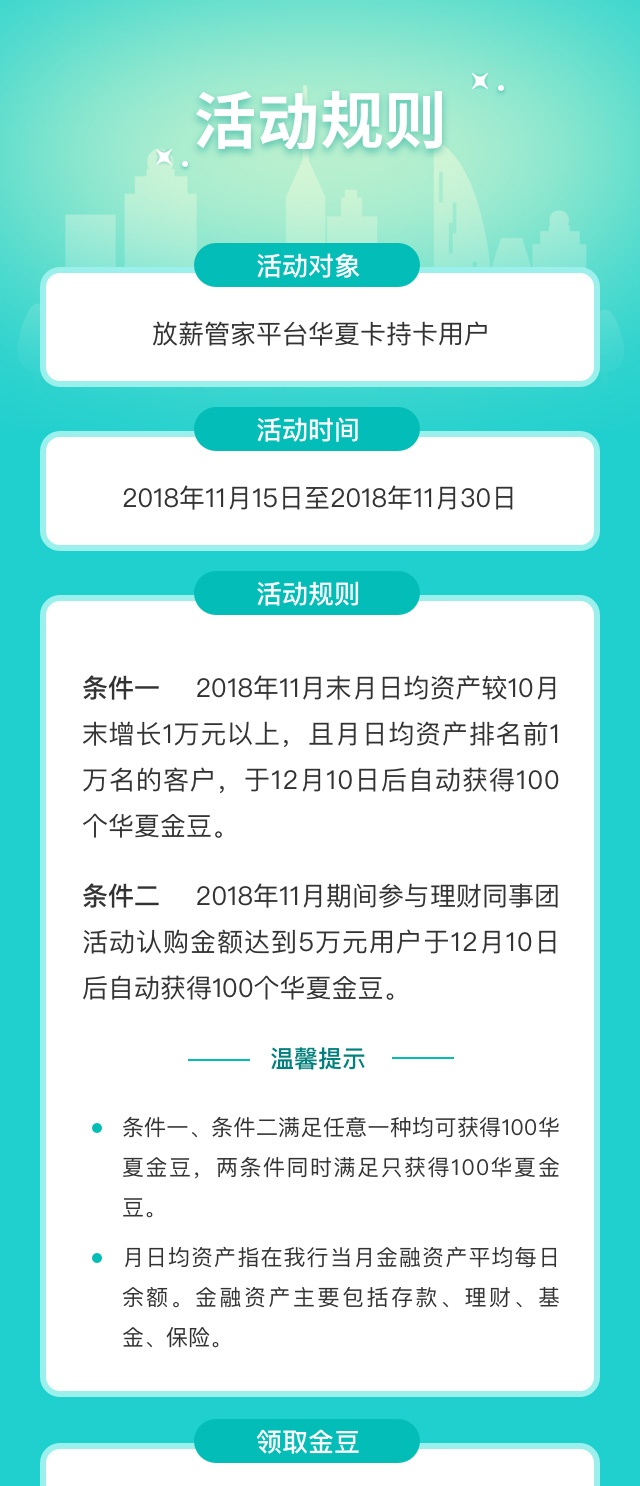 活动规则
活动对象
放薪管家平台华夏卡持卡用户
活动时间
2018年11月15日至2018年11月30日
活动规则
条件一 2018年11月末月日均资产较10月
末增长1万元以上，且月日均资产排名前1
万名的客户，于12月10日后自动获得100
个华夏金豆。
条件二 2018年11月期间参与理财同事团
活动认购金额达到5万元用户于12月10日
后自动获得100个华夏金豆。
温馨提示
条件一、条件二满足任意一种均可获得100华
夏金豆，两条件同时满足只获得100华夏金
豆。
月日均资产指在我行当月金融资产平均每日
余额。金融资产主要包括存款、理财、基
金、保险。
领取金豆